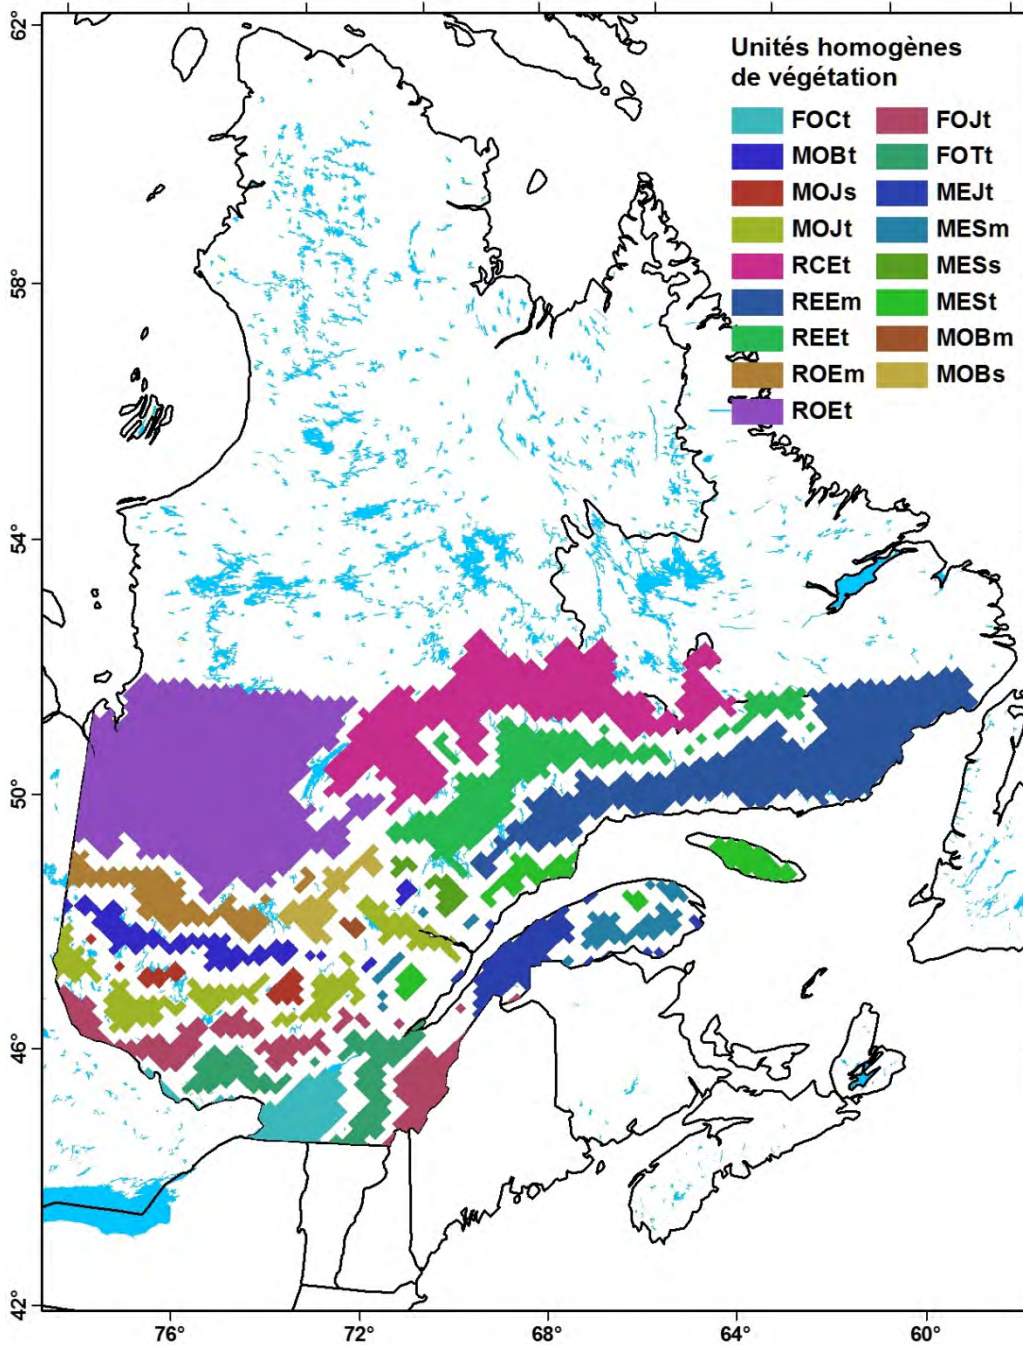 Unités homogènes
de végétation
FOCt FOJt
MOBt FOTt
MOJs MEJt
MOJt MESm
RCEt MESs
REEm MESt
REEt MOBm
ROEm MOBs
ROEt
62°
58°
54°
50°
46°
42°
76° 72° 68° 64° 60°